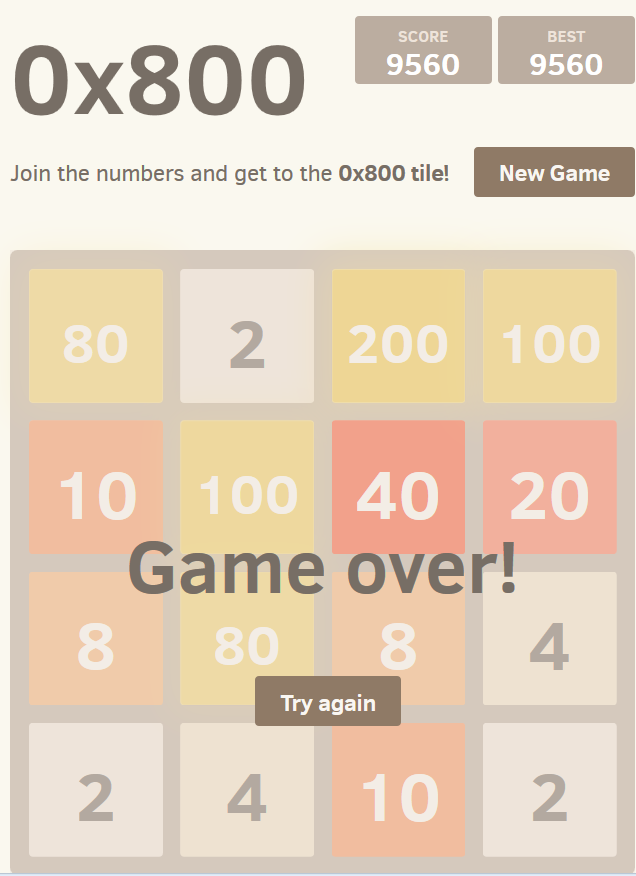 0x800
SCORE BEST
9560 9560
Join the numbers and get to the 0x800 tile!
New Game
80 2 200 100
10 100 40 20
Game over!
8 80 8 4
Try again
2 4 10 2